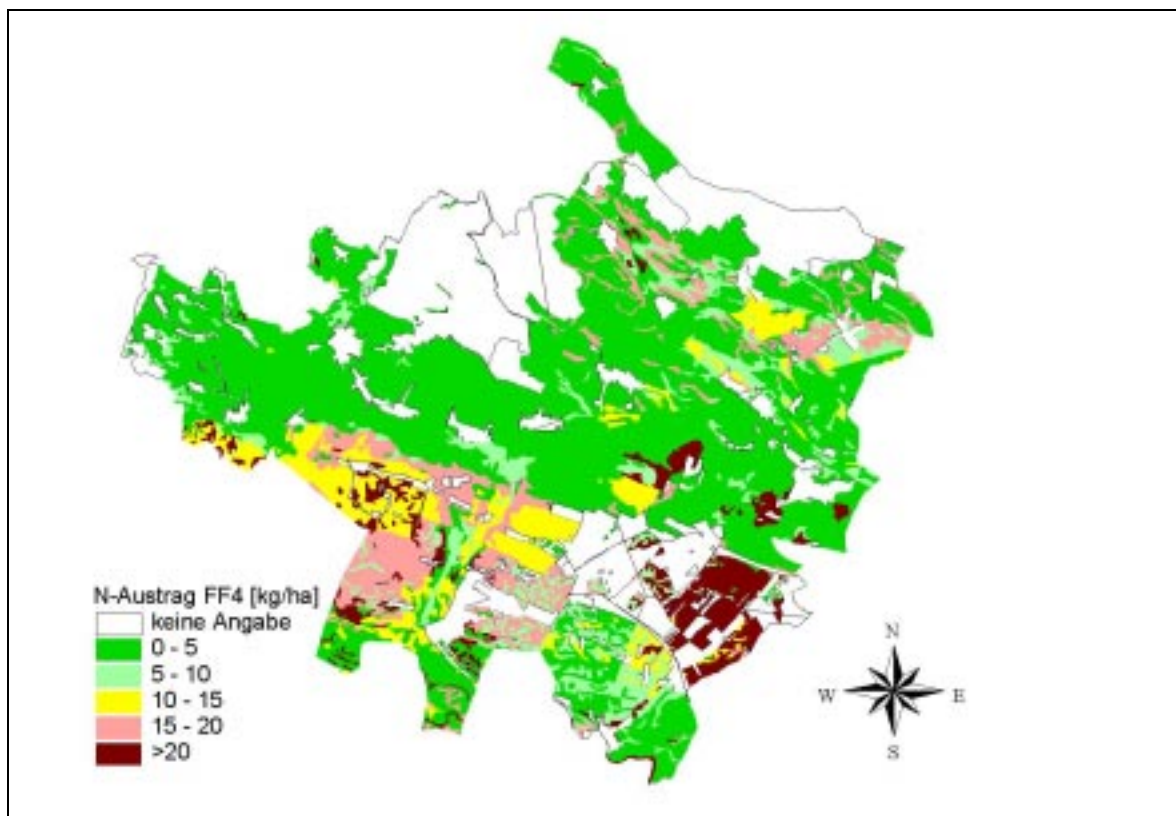 N-Austrag FF4 [kg/ha]
keine Angabe
0 - 5
5 - 10
10 - 15
15 - 20
>20
N
W E
S